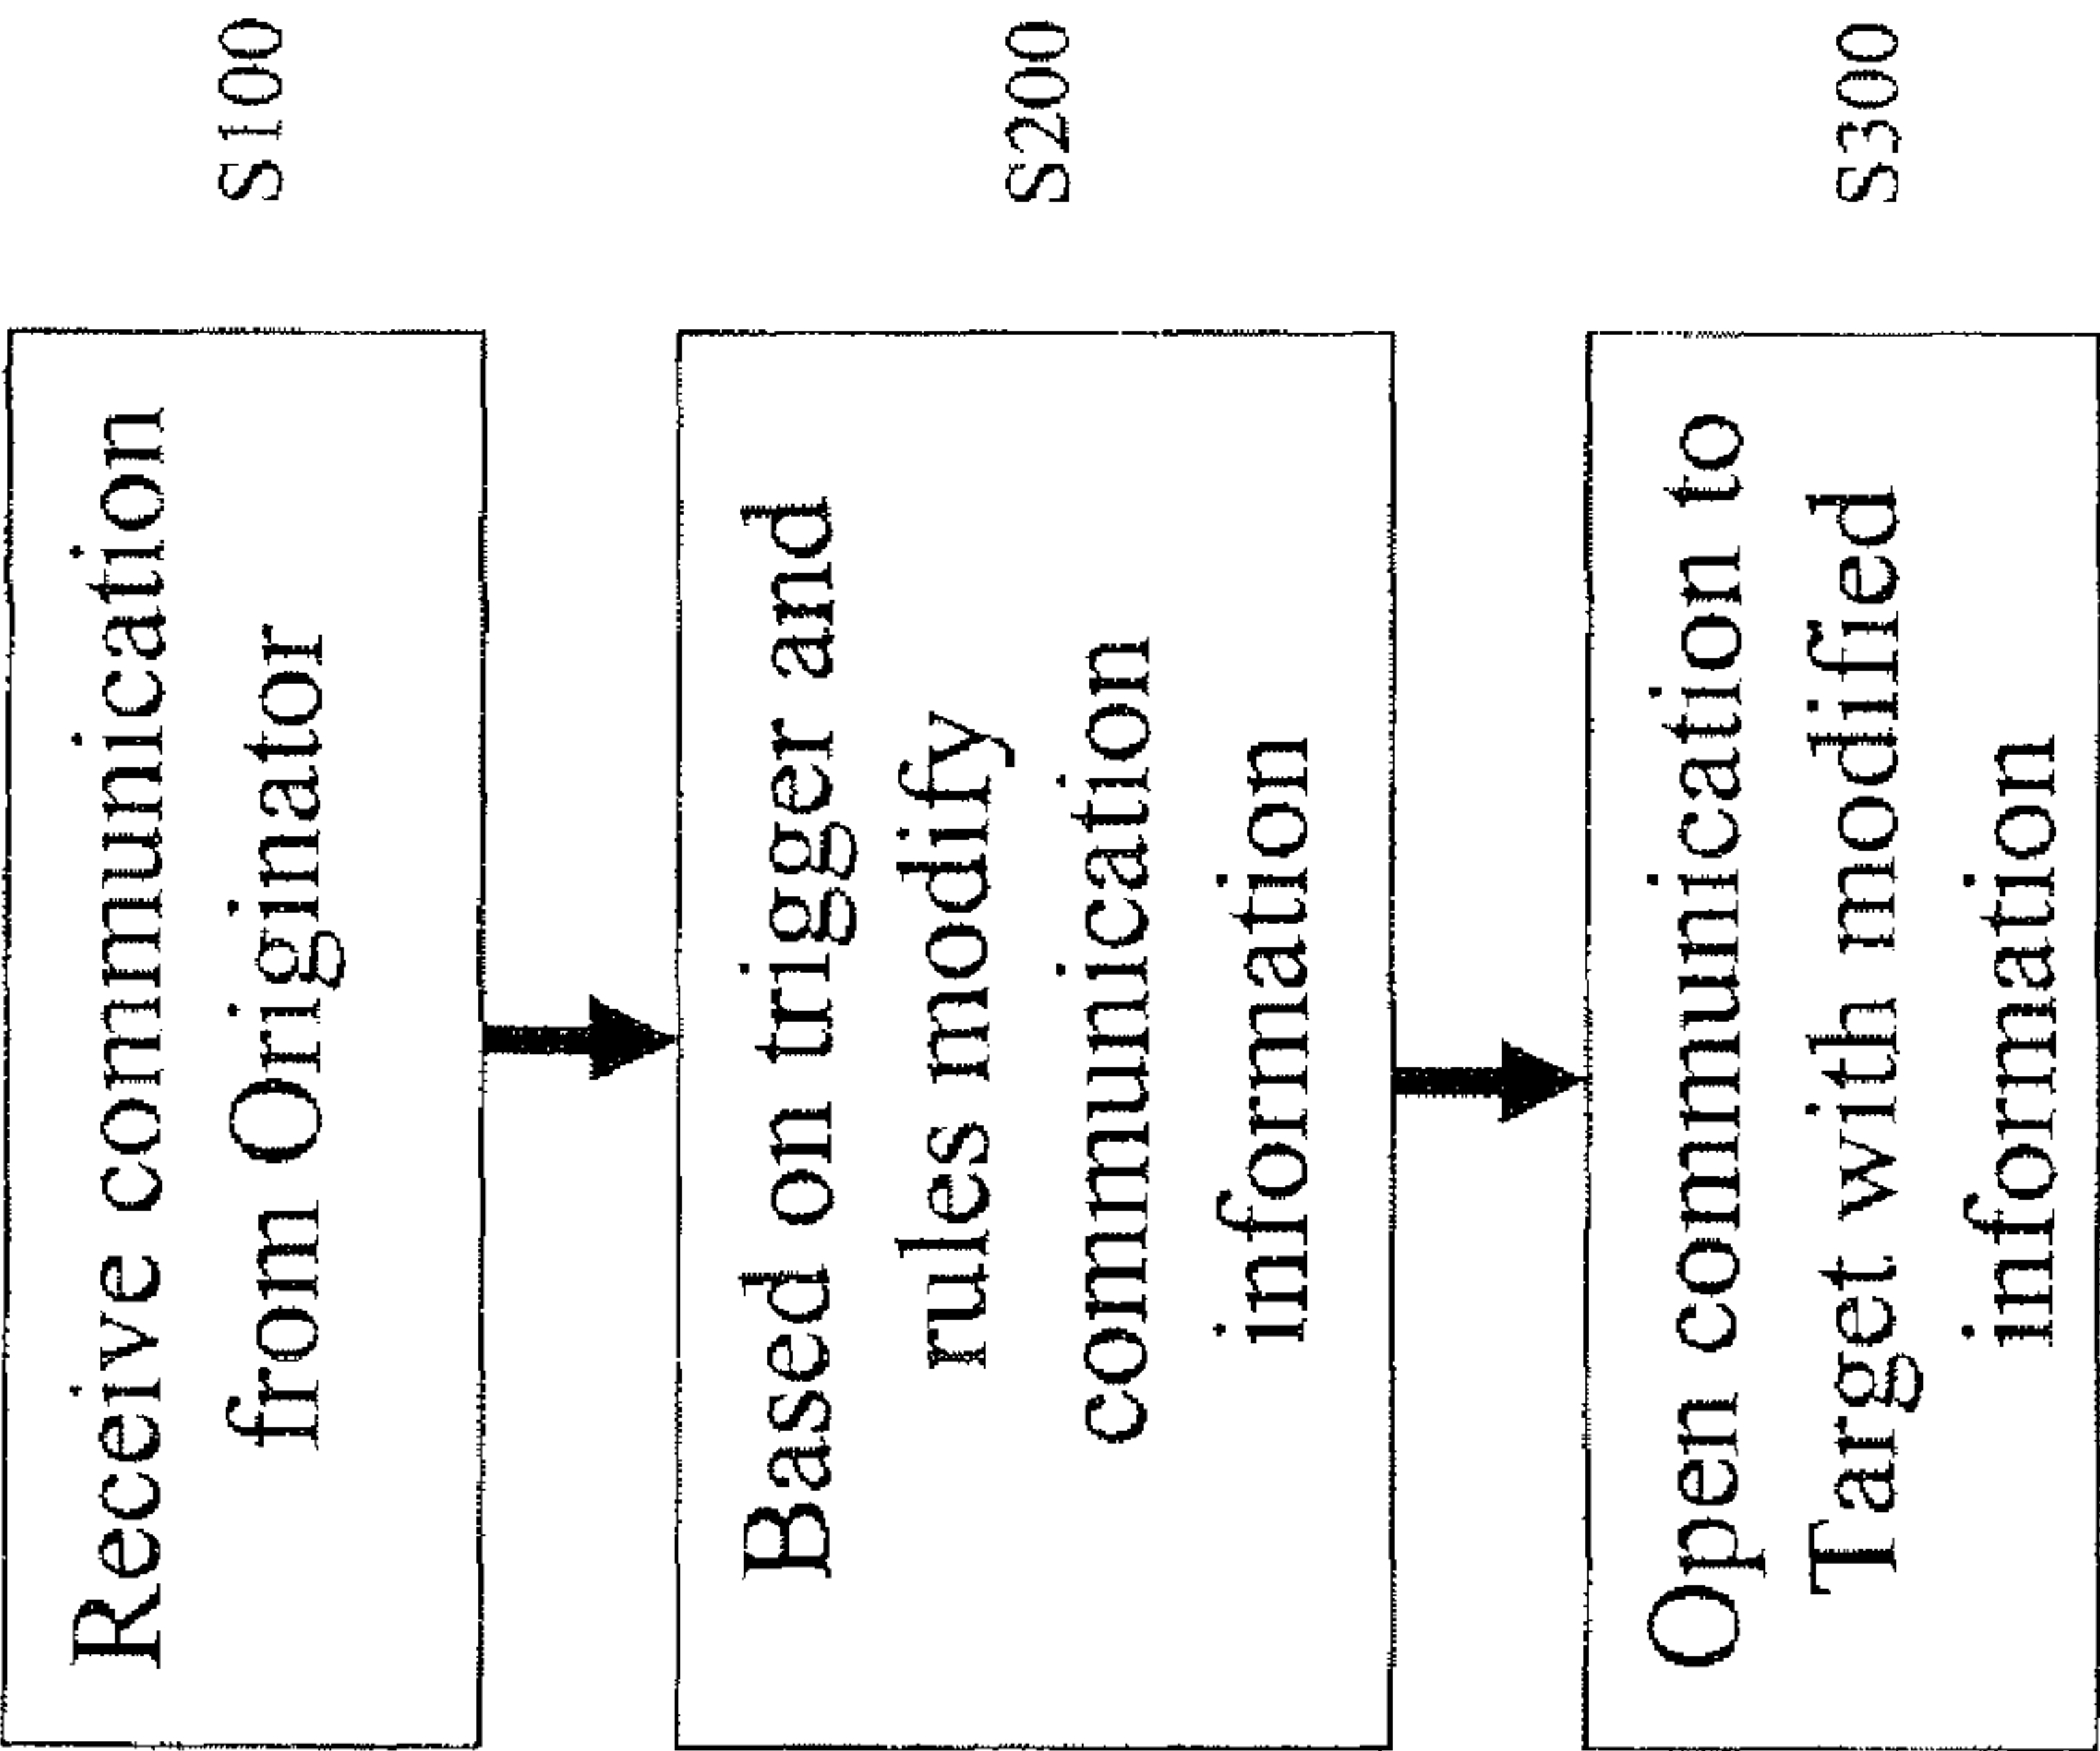 Receive communication
from Originator
S100
Based on trigger and
rules modify
communication
information
S200
Open communication to
Target with modified
information
S300